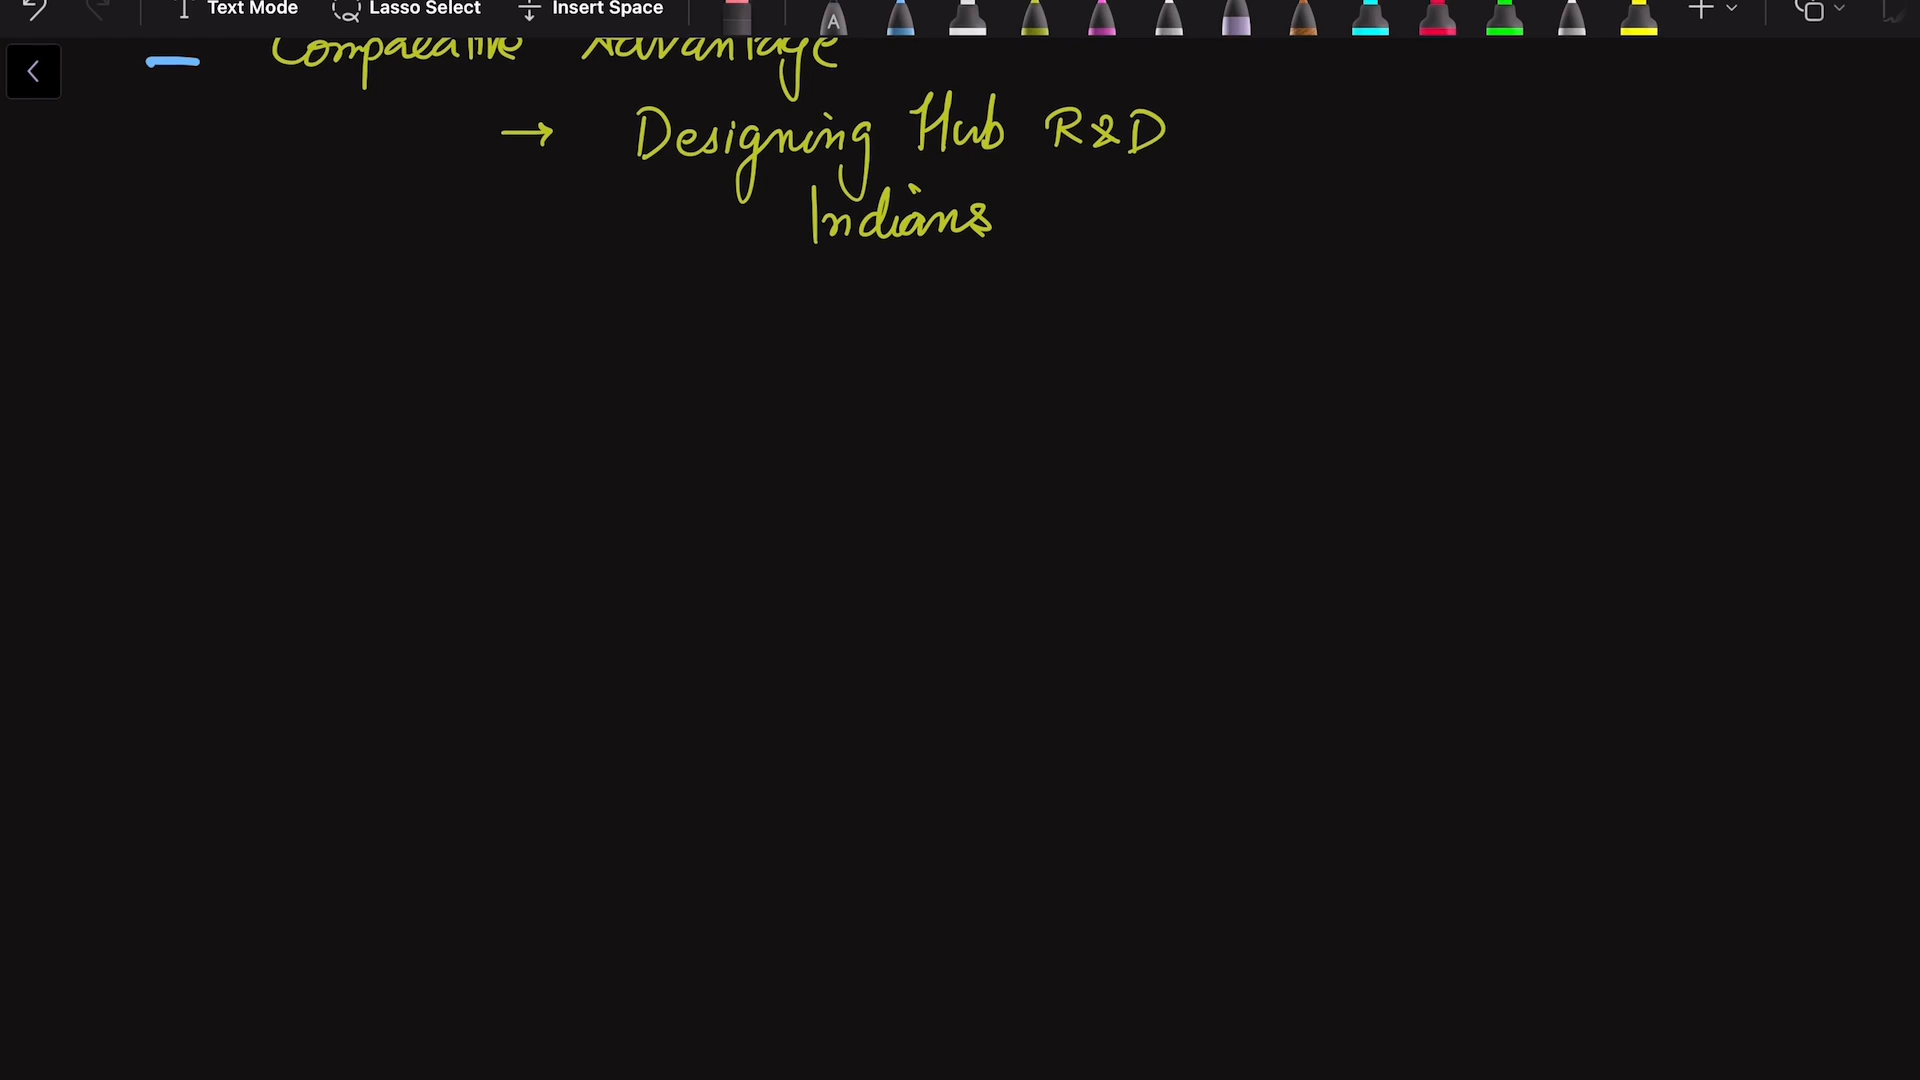 Text Mode Lasso Select Insert Space A
Comparative Advantage
→ Designing Hub R&D
Indians